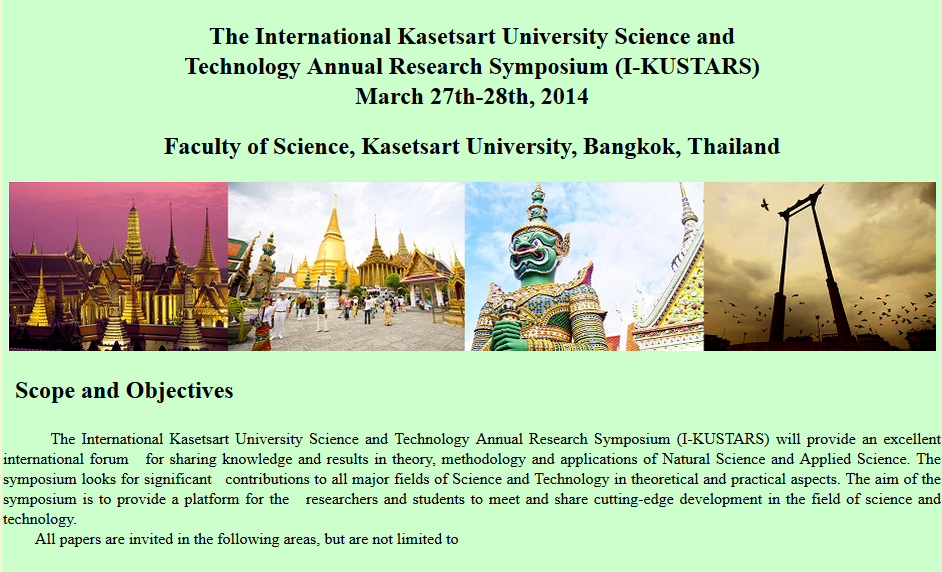 The International Kasetsart University Science and
Technology Annual Research Symposium (I-KUSTARS)
March 27th-28th, 2014
Faculty of Science, Kasetsart University, Bangkok, Thailand
Scope and Objectives
The International Kasetsart University Science and Technology Annual Research Symposium (I-KUSTARS) will provide an excellent
international forum for sharing knowledge and results in theory, methodology and applications of Natural Science and Applied Science. The
symposium looks for significant contributions to all major fields of Science and Technology in theoretical and practical aspects. The aim of the
symposium is to provide a platform for the researchers and students to meet and share cutting-edge development in the field of science and
technology.
All papers are invited in the following areas, but are not limited to